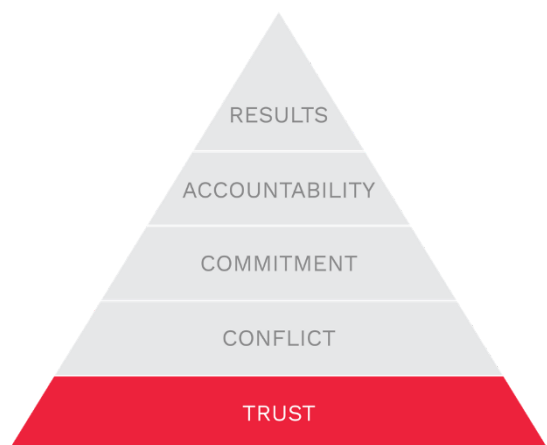 RESULTS
ACCOUNTABILITY
COMMITMENT
CONFLICT
TRUST